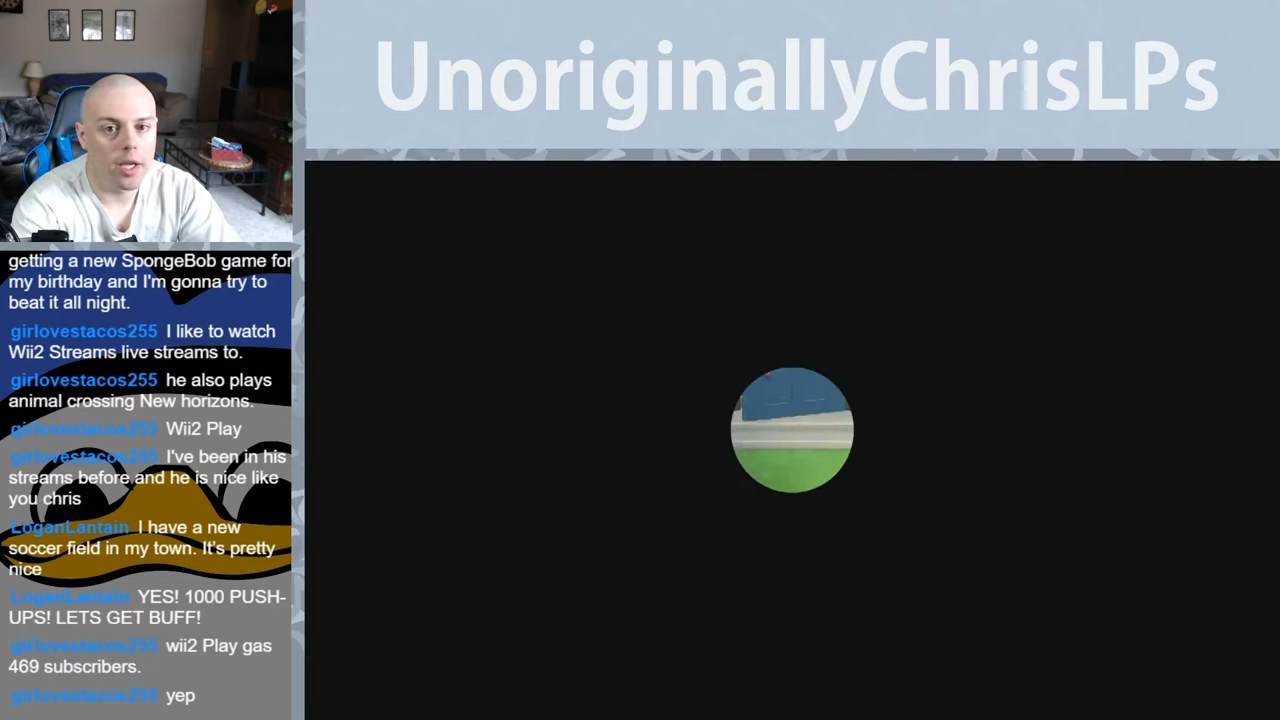 UnoriginallyChrisLPs
getting a new SpongeBob game for
my birthday and I'm gonna try to
beat it all night.
girlovestacos255 I like to watch
Wii2 Streams live streams to.
girlovestacos255 he also plays
animal crossing New horizons.
girlovestacos255 Wii2 Play
girlovestacos255 I've been in his
streams before and he is nice like
you chris
LoganLantain I have a new
soccer field in my town. It's pretty
nice
LoganLantain YES! 1000 PUSH-
UPS! LETS GET BUFF!
girlovestacos255 wii2 Play gas
469 subscribers.
girlovestacos255 yep